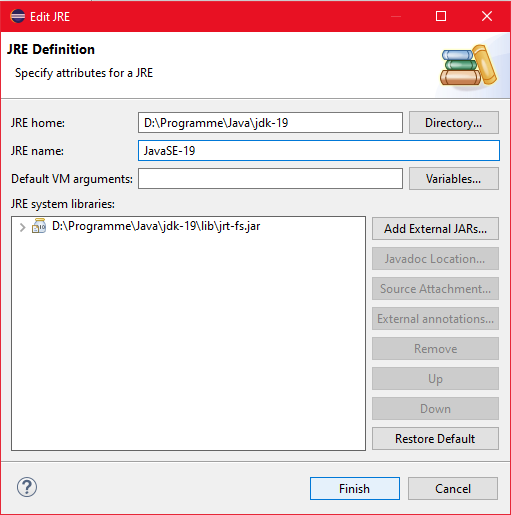 Edit JRE
JRE Definition
Specify attributes for a JRE
JRE home: D:\Programme\Java\jdk-19 Directory...
JRE name: JavaSE-19
Default VM arguments: Variables...
JRE system libraries:
D:\Programme\Java\jdk-19\lib\jrt-fs.jar
Add External JARs...
Javadoc Location...
Source Attachment...
External annotations...
Remove
Up
Down
Restore Default
? Finish Cancel